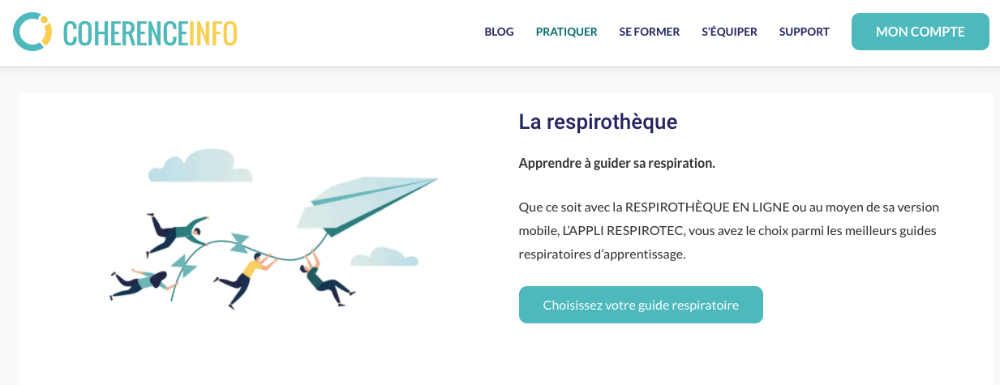 COHERENCEINFO
BLOG
PRATIQUER
SE FORMER
S’ÉQUIPER
SUPPORT
MON COMPTE
La respirothèque
Apprendre à guider sa respiration.
Que ce soit avec la RESPIROTHÈQUE EN LIGNE ou au moyen de sa version
mobile, L’APPLI RESPIROTEC, vous avez le choix parmi les meilleurs guides
respiratoires d’apprentissage.
Choisissez votre guide respiratoire